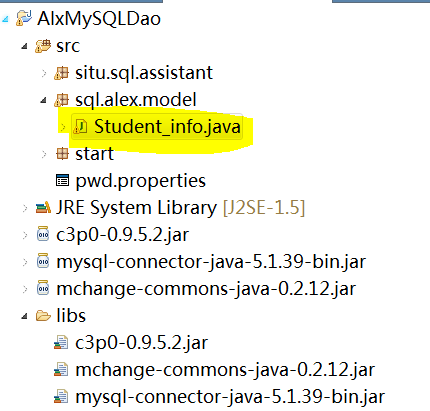 AlxMySQLDao
src
situ.sql.assistant
sql.alex.model
Student_info.java
start
pwd.properties
JRE System Library [J2SE-1.5]
c3p0-0.9.5.2.jar
mysql-connector-java-5.1.39-bin.jar
mchange-commons-java-0.2.12.jar
libs
c3p0-0.9.5.2.jar
mchange-commons-java-0.2.12.jar
mysql-connector-java-5.1.39-bin.jar